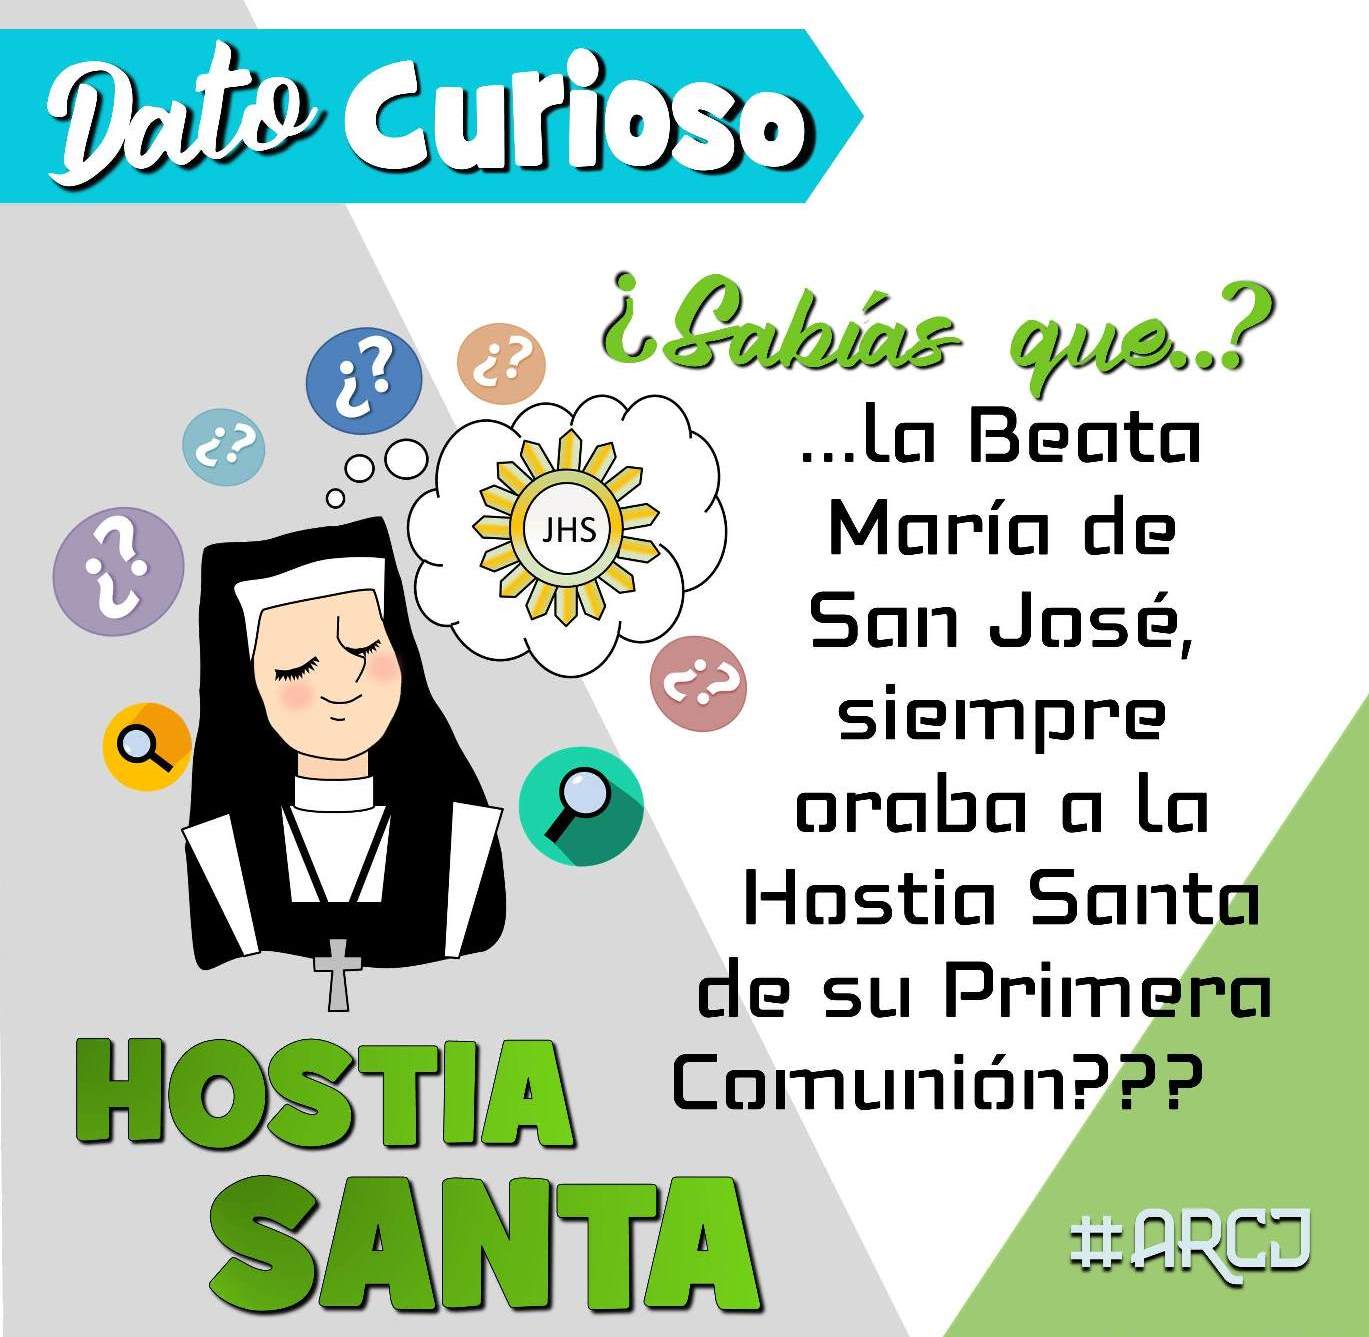 Dato Curioso
¿Sabías que..?
...la Beata
María de
San José,
siempre
oraba a la
Hostia Santa
de su Primera
Comunión???
¿?
¿?
¿?
¿?
¿?
JHS
HOSTIA
SANTA
#ARCJ